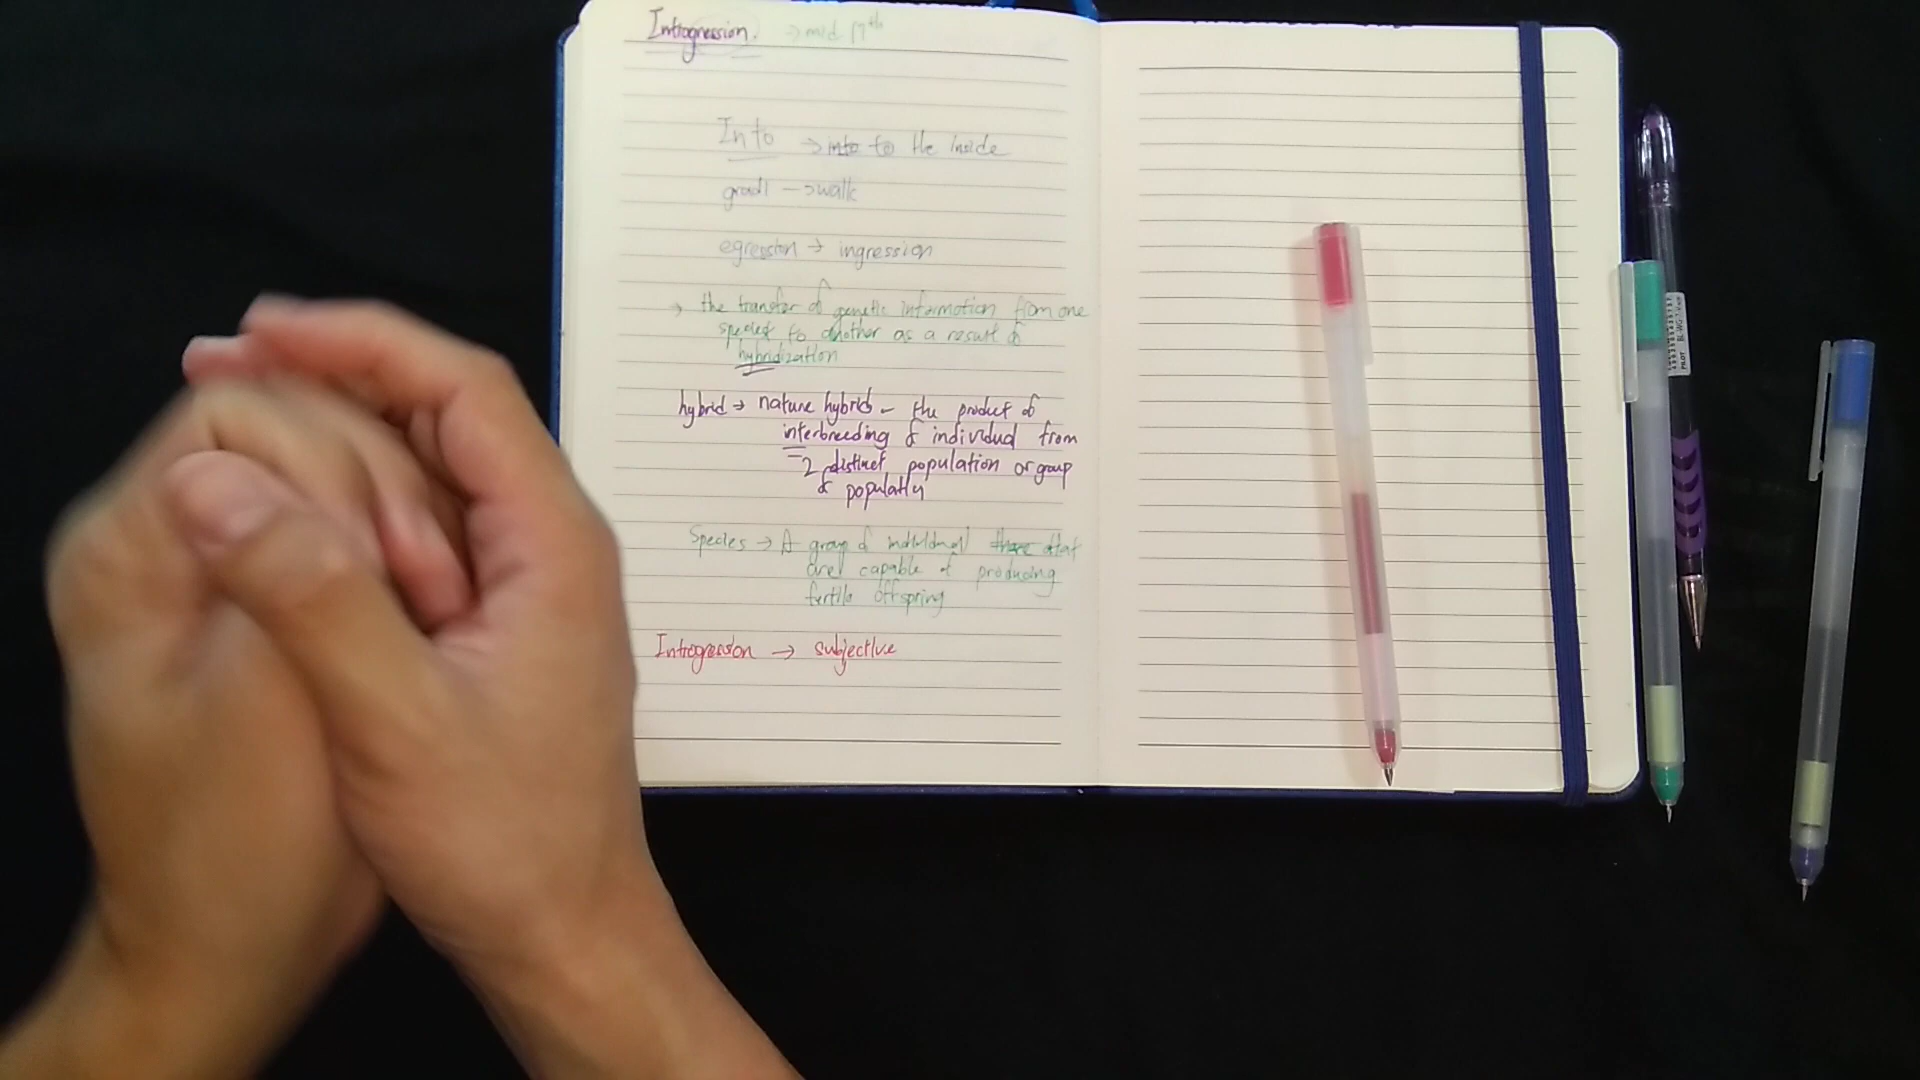 Introgression. → mid 17th
Into → into to the inside
gradi → walk
egression → ingression
→ the transfer of genetic information from one
species to another as a result of
hybridization
hybrid → nature hybrids - the product of
interbreeding of individual from
2 distinct population or group
of
Species → A group of individual that
are capable of producing
fertile offspring
Introgression → subjective
PILOT